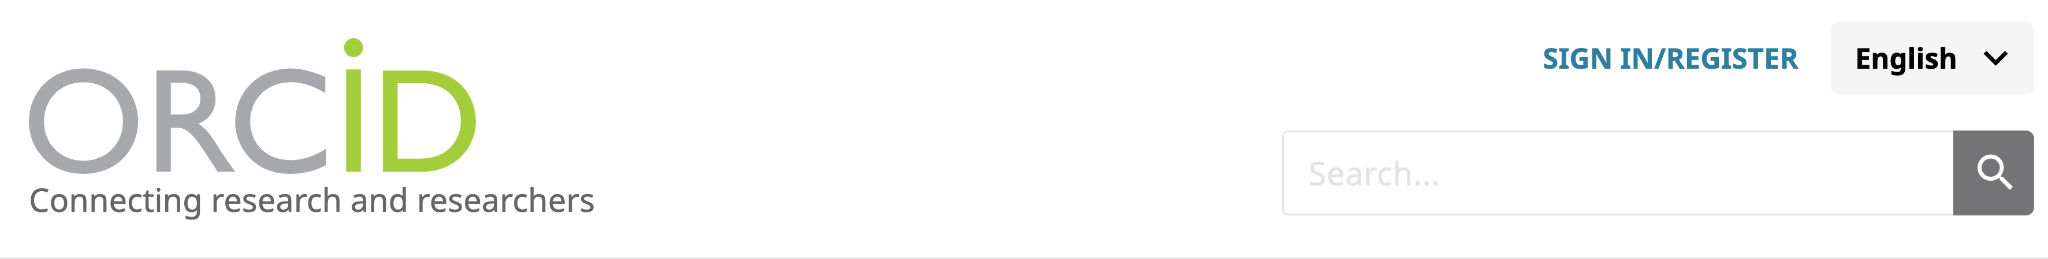 ORCiD
Connecting research and researchers
SIGN IN/REGISTER
English
Search...